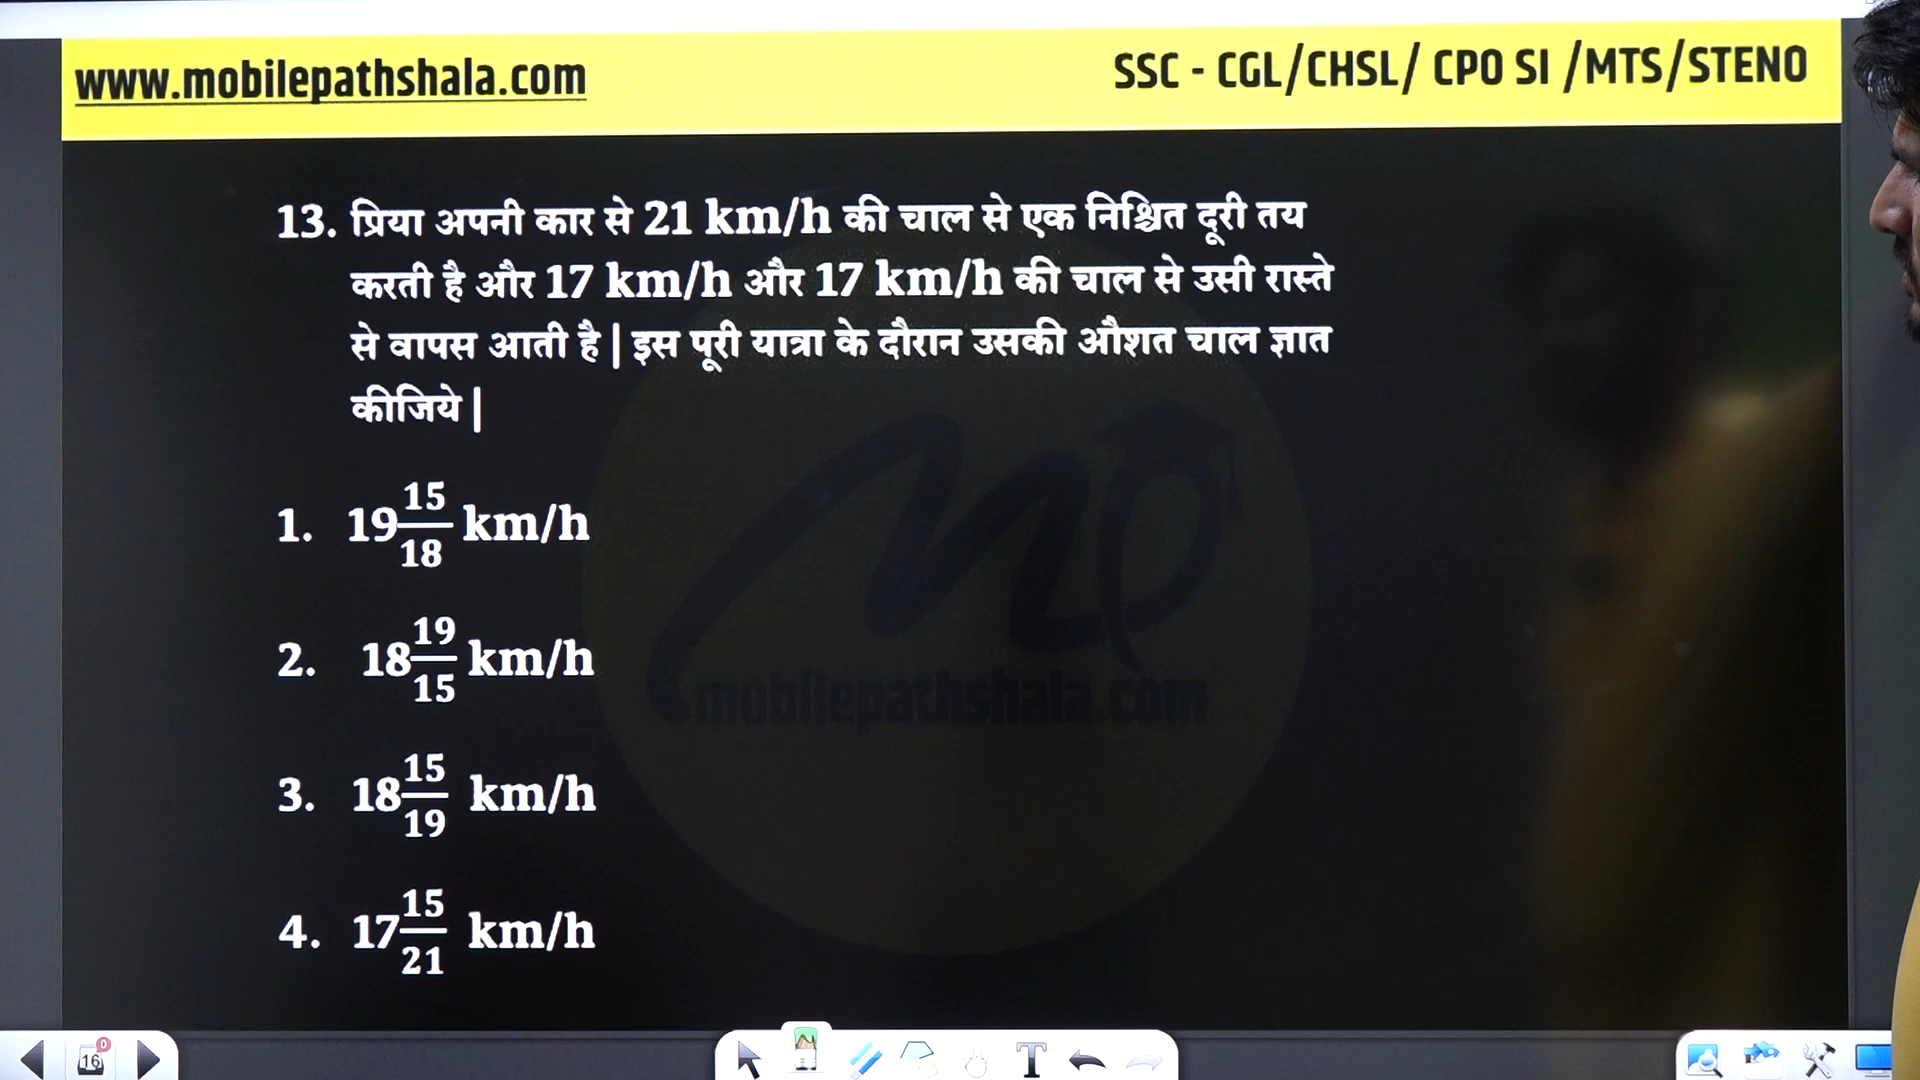 www.mobilepathshala.com
SSC - CGL/CHSL/ CPO SI /MTS/STENO
13. प्रिया अपनी कार से 21 km/h की चाल से एक निश्चित दूरी तय
करती है और 17 km/h और 17 km/h की चाल से उसी रास्ते
से वापस आती है | इस पूरी यात्रा के दौरान उसकी औशत चाल ज्ञात
कीजिये |
1. 19 15/18 km/h
2. 18 19/15 km/h
3. 18 15/19 km/h
4. 17 15/21 km/h
mobilepathshala.com
16
0
T